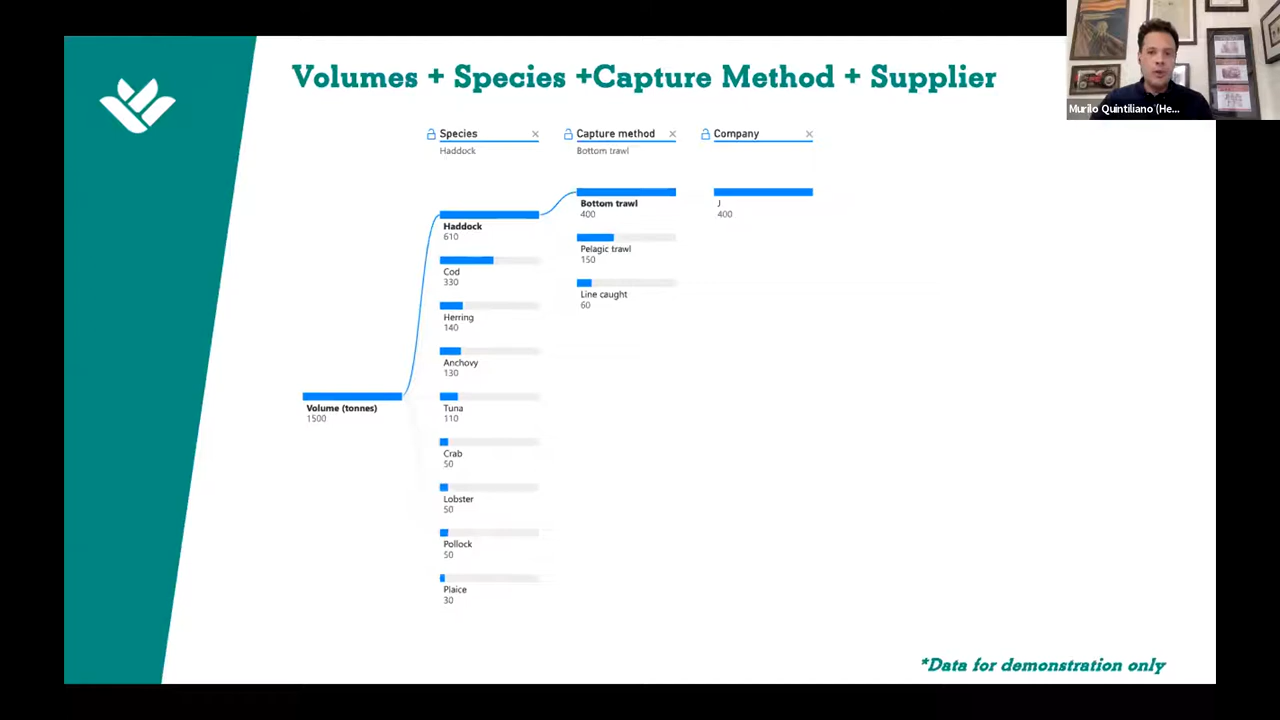 Volumes + Species +Capture Method + Supplier
Murilo Quintiliano (He...
Species
Haddock
Capture method
Bottom trawl
Company
Volume (tonnes)
1500
Haddock
610
Cod
330
Herring
140
Anchovy
130
Tuna
110
Crab
50
Lobster
50
Pollock
50
Plaice
30
Bottom trawl
400
Pelagic trawl
150
Line caught
60
J
400
*Data for demonstration only